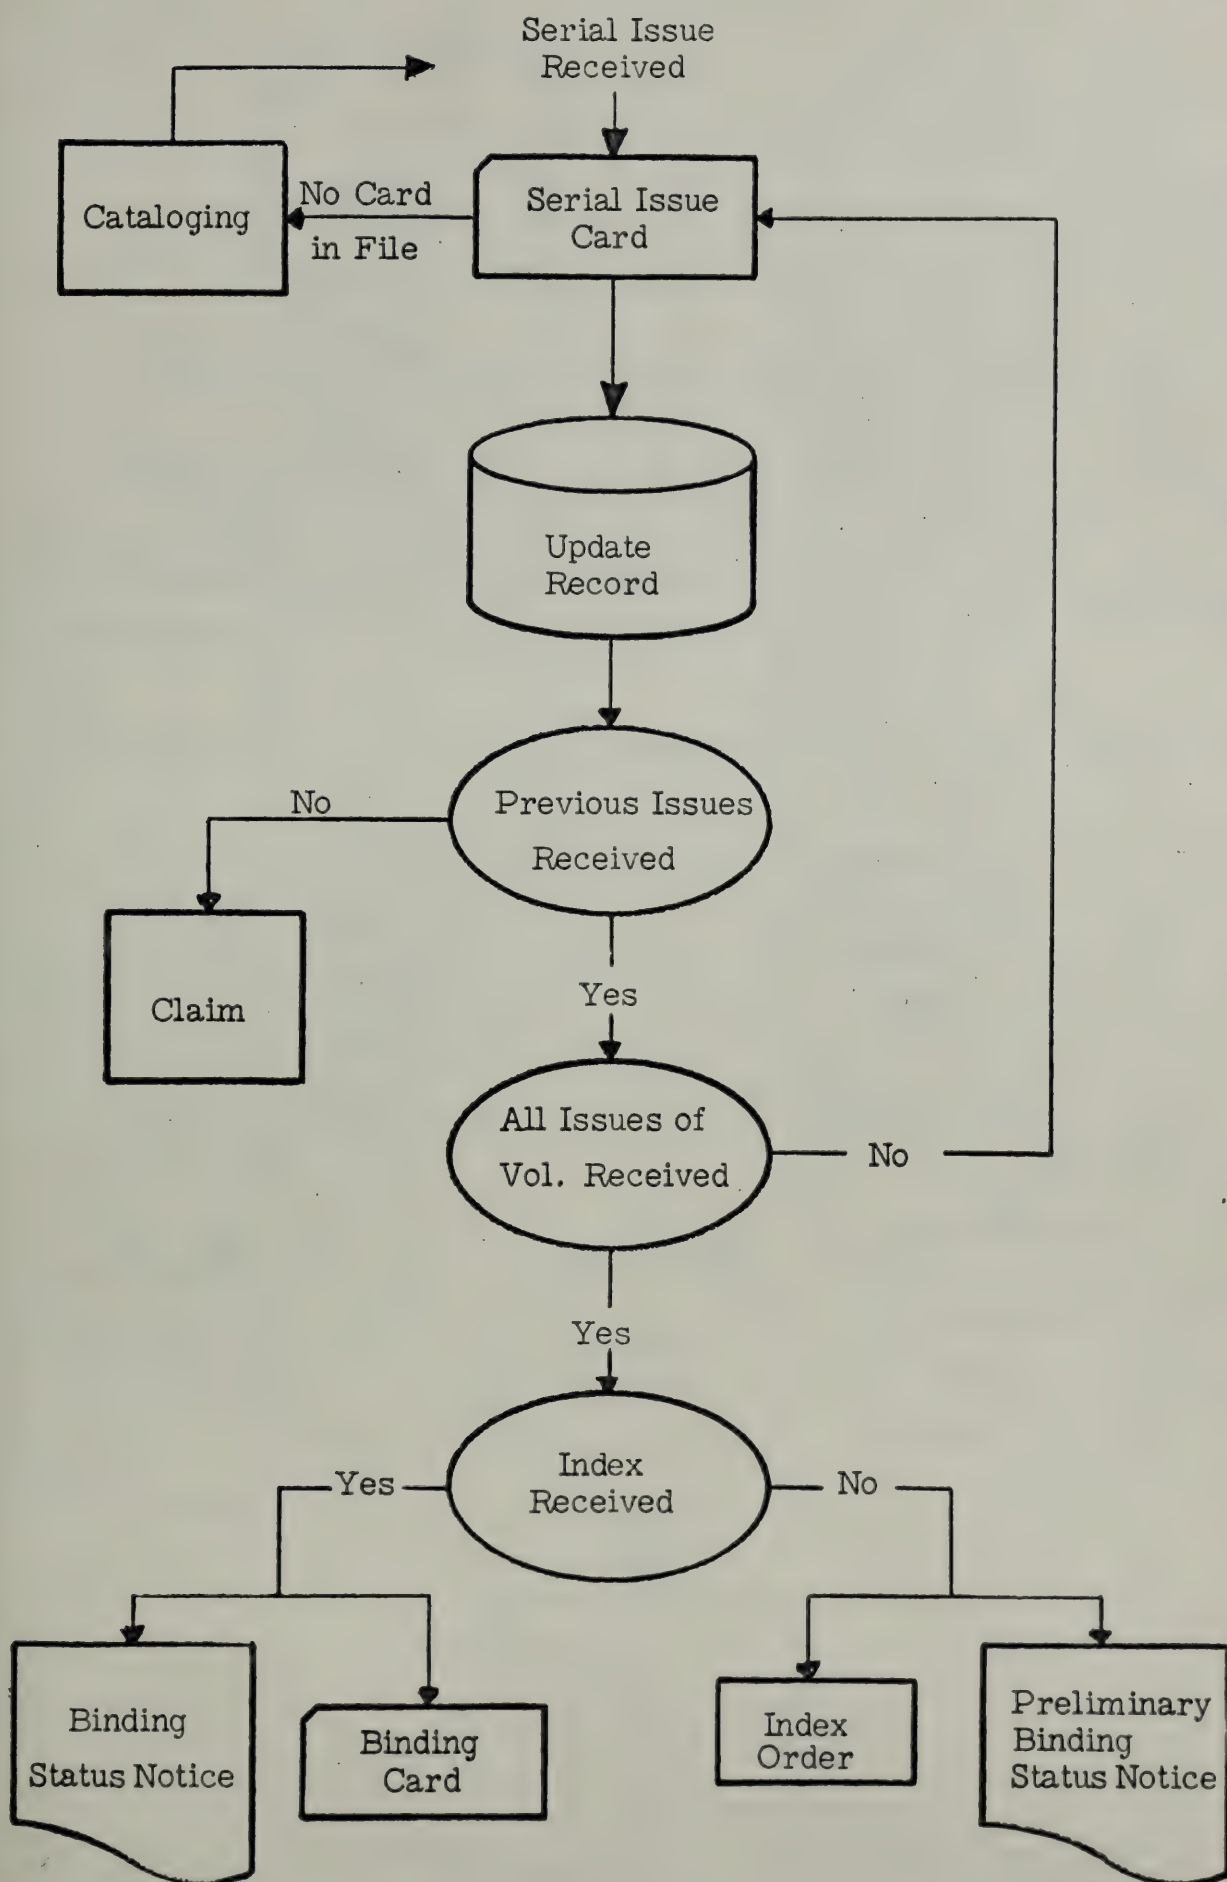 Serial Issue
Received
Cataloging
No Card
in File
Serial Issue
Card
Update
Record
No
Previous Issues
Received
Claim
Yes
All Issues of
Vol. Received
No
Yes
Yes
Index
Received
No
Binding
Status Notice
Binding
Card
Index
Order
Preliminary
Binding
Status Notice